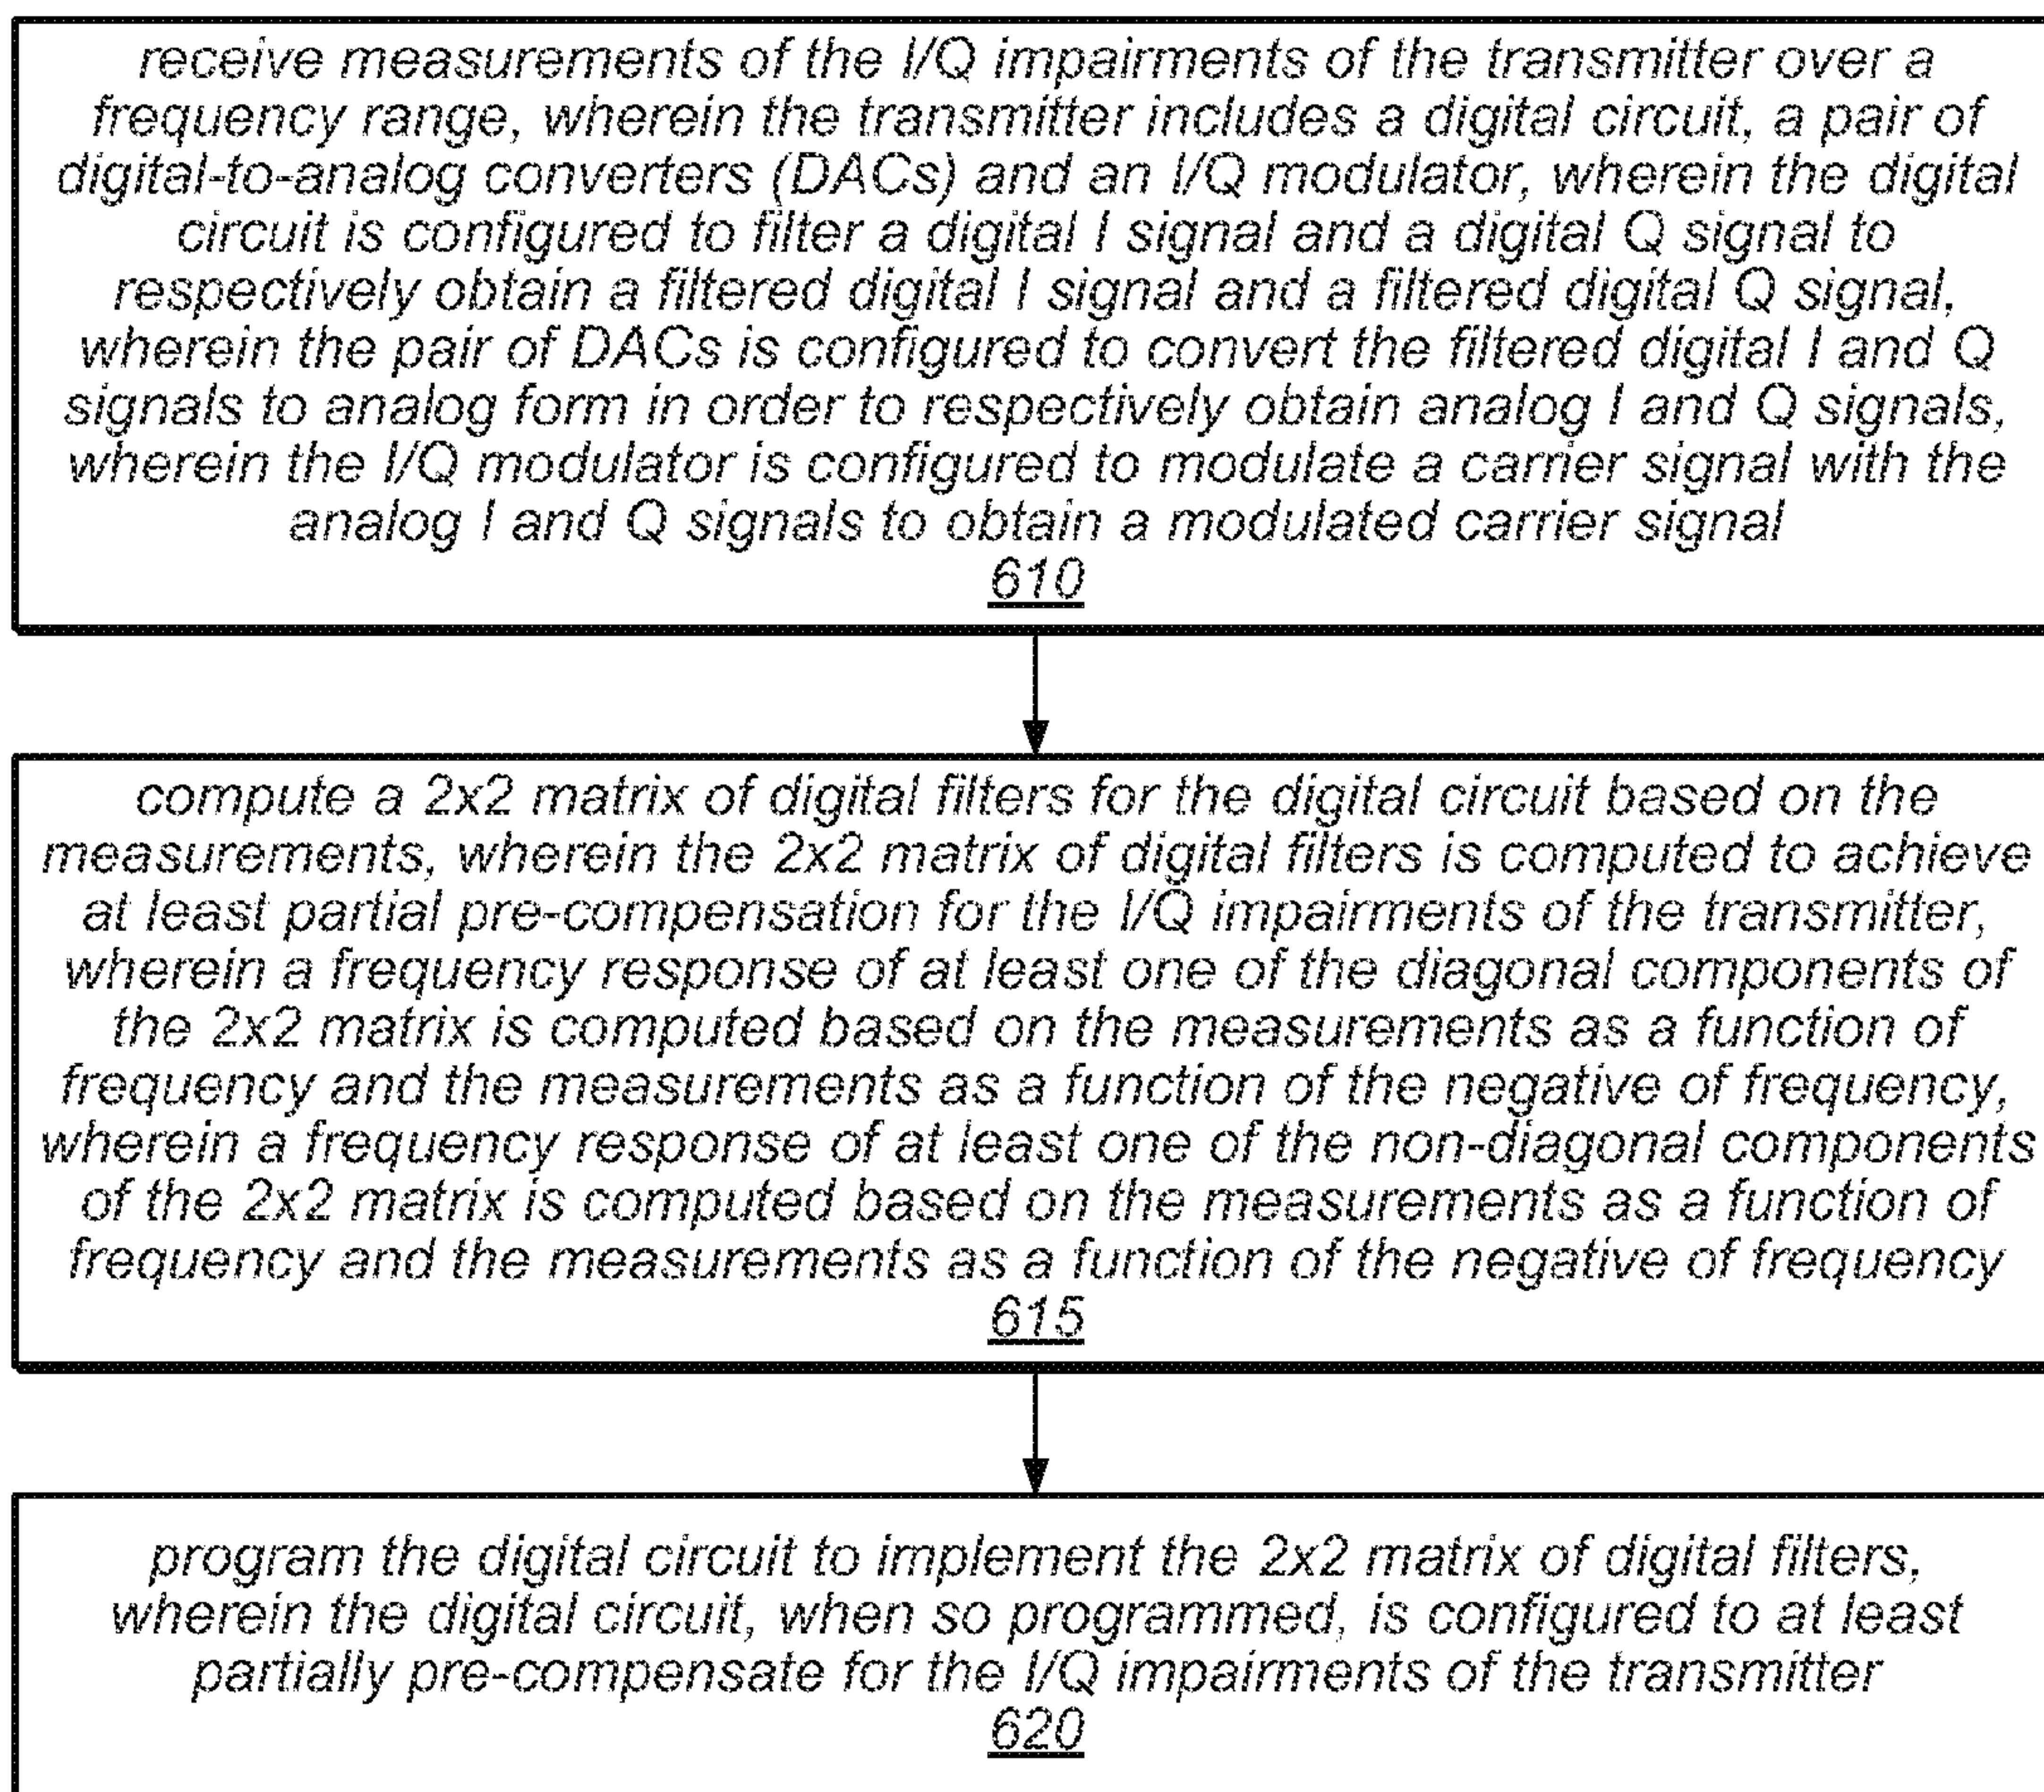 receive measurements of the I/Q impairments of the transmitter over a
frequency range, wherein the transmitter includes a digital circuit, a pair of
digital-to-analog converters (DACs) and an I/Q modulator, wherein the digital
circuit is configured to filter a digital I signal and a digital Q signal to
respectively obtain a filtered digital I signal and a filtered digital Q signal,
wherein the pair of DACs is configured to convert the filtered digital I and Q
signals to analog form in order to respectively obtain analog I and Q signals,
wherein the I/Q modulator is configured to modulate a carrier signal with the
analog I and Q signals to obtain a modulated carrier signal
610
compute a 2x2 matrix of digital filters for the digital circuit based on the
measurements, wherein the 2x2 matrix of digital filters is computed to achieve
at least partial pre-compensation for the I/Q impairments of the transmitter,
wherein a frequency response of at least one of the diagonal components of
the 2x2 matrix is computed based on the measurements as a function of
frequency and the measurements as a function of the negative of frequency,
wherein a frequency response of at least one of the non-diagonal components
of the 2x2 matrix is computed based on the measurements as a function of
frequency and the measurements as a function of the negative of frequency
615
program the digital circuit to implement the 2x2 matrix of digital filters,
wherein the digital circuit, when so programmed, is configured to at least
partially pre-compensate for the I/Q impairments of the transmitter
620